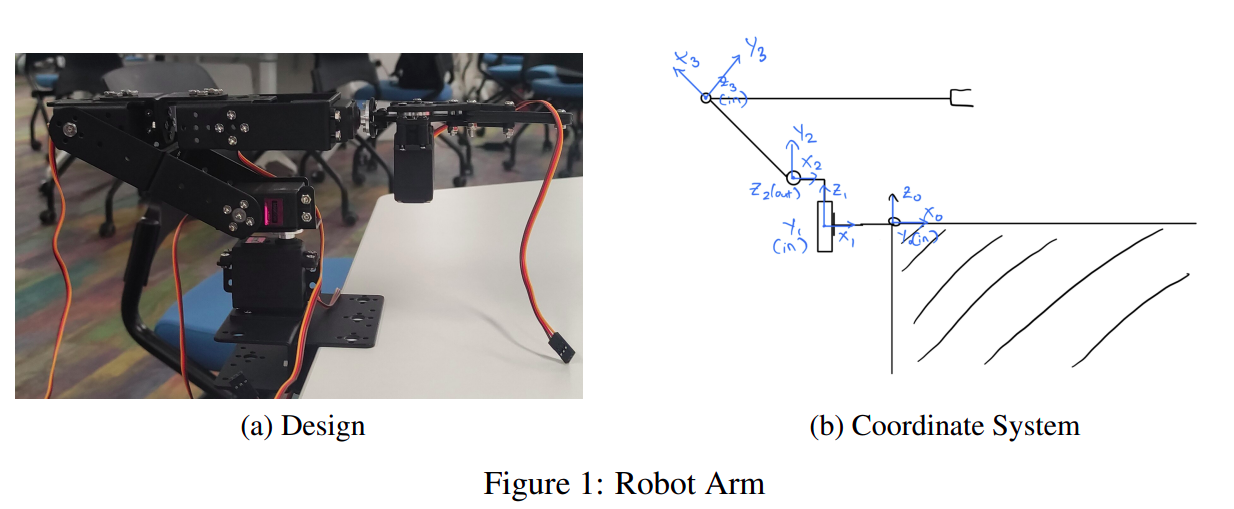 X3 Y3
Z3
(in)
Y2
X2
Z2(out)
Z1
Y1
(in)
X1
Z0
X0
Y0(in)
(a) Design
(b) Coordinate System
Figure 1: Robot Arm